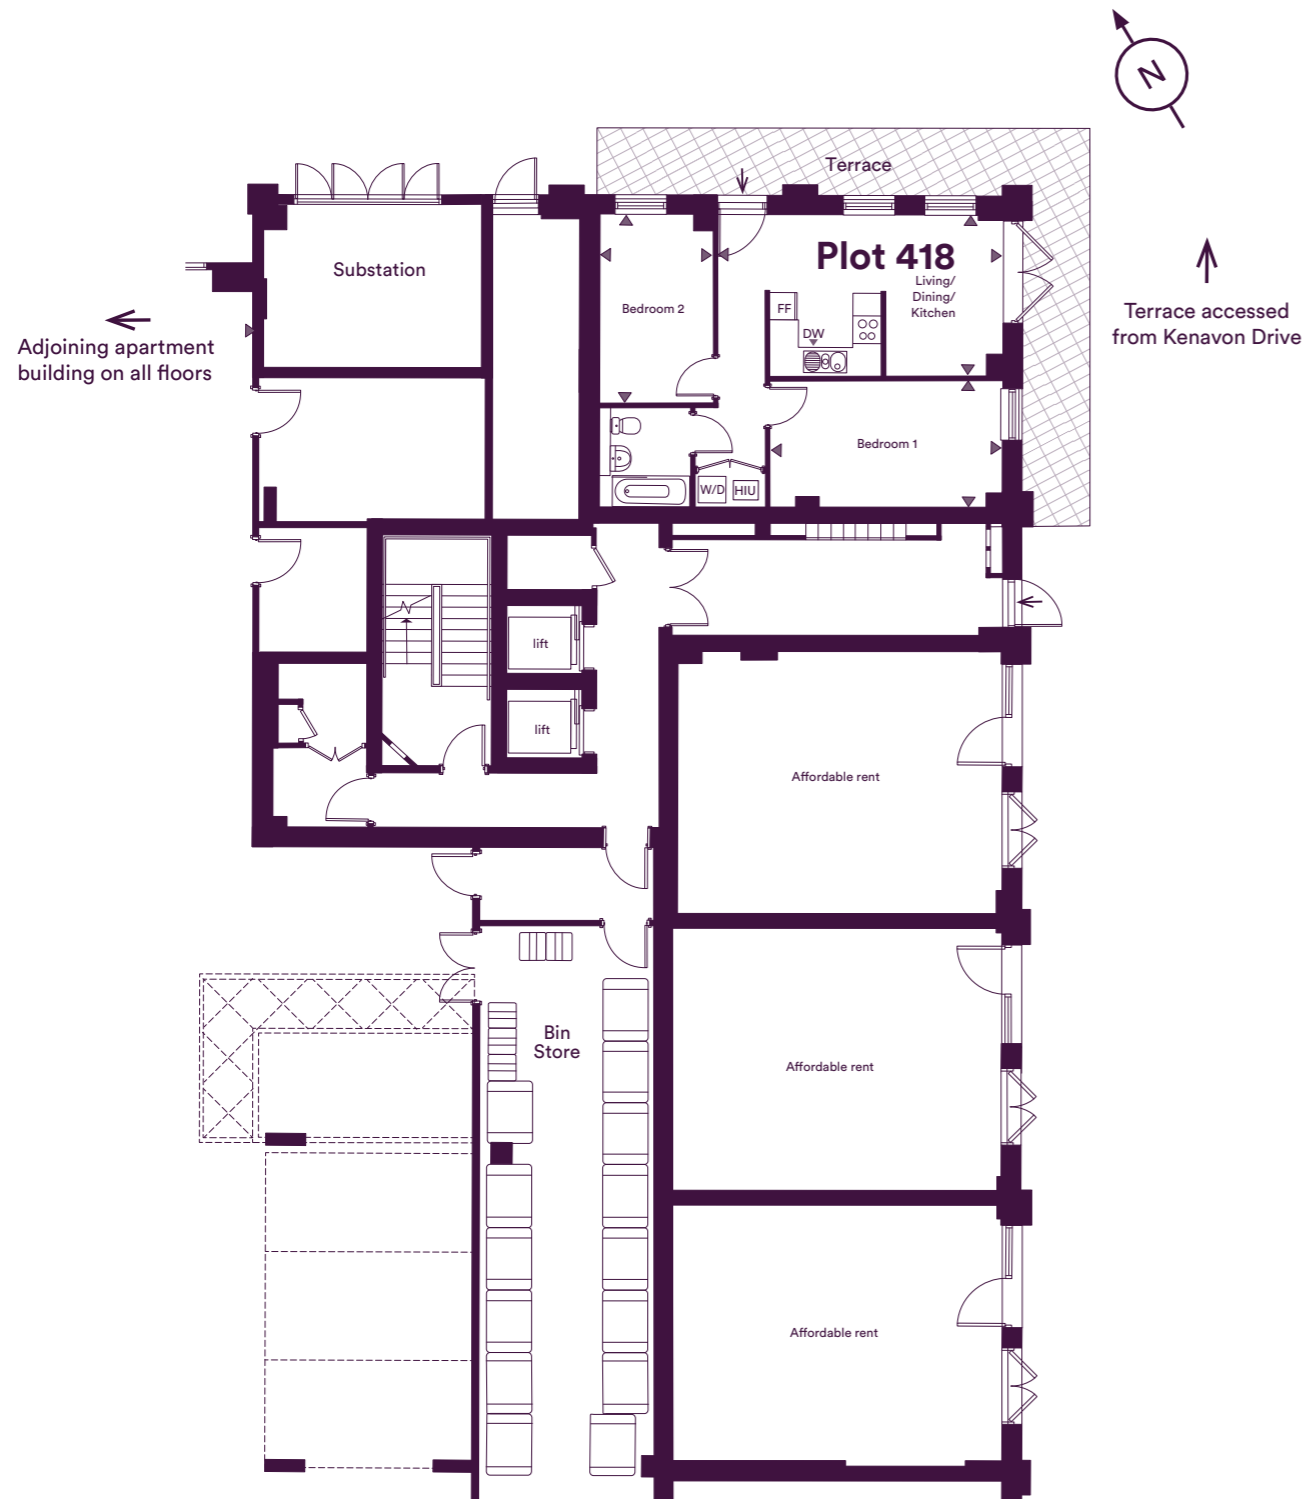 N
Terrace
Plot 418
Living/
Dining/
Kitchen
Substation
Bedroom 2
FF
DW
Terrace accessed
from Kenavon Drive
Adjoining apartment
building on all floors
Bedroom 1
W/D
HIU
N
lift
lift
Affordable rent
Bin
Store
Affordable rent
Affordable rent